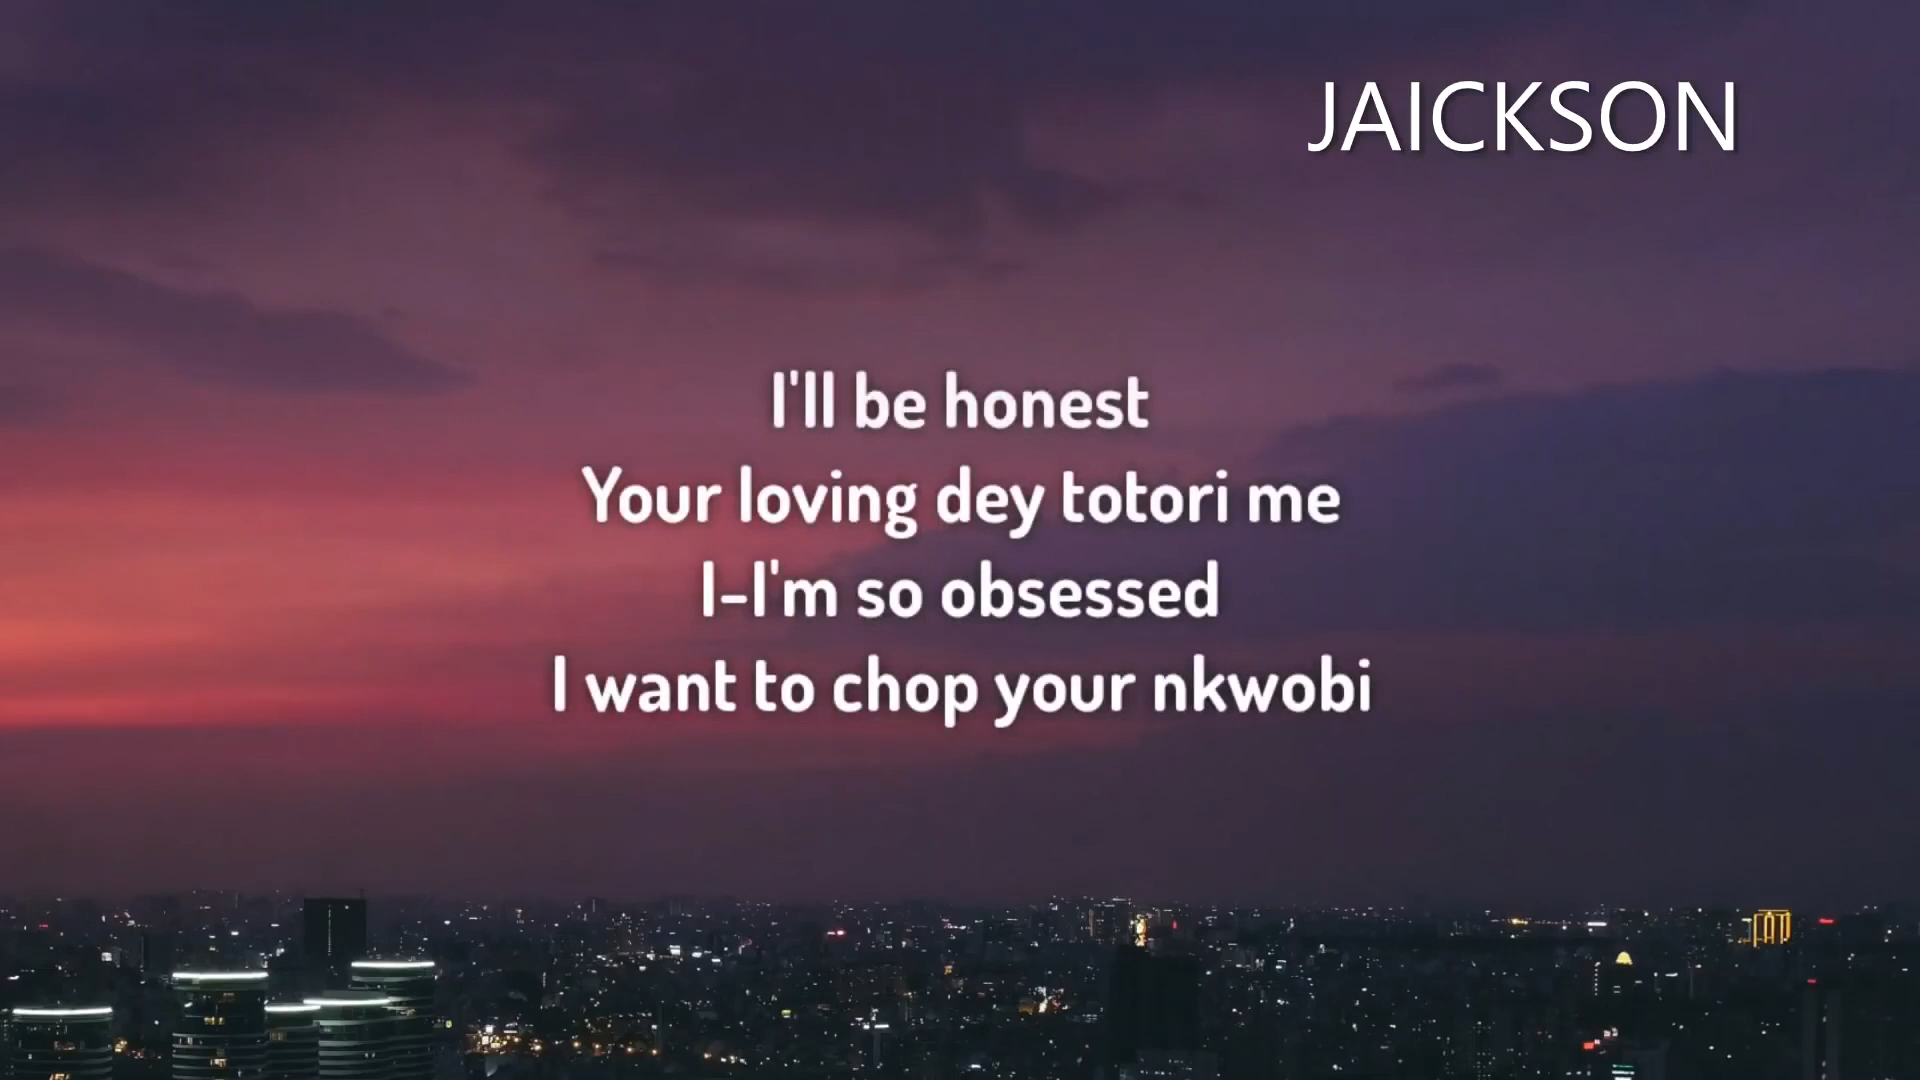 JAICKSON
I'll be honest
Your loving dey totori me
I-I'm so obsessed
I want to chop your nkwobi